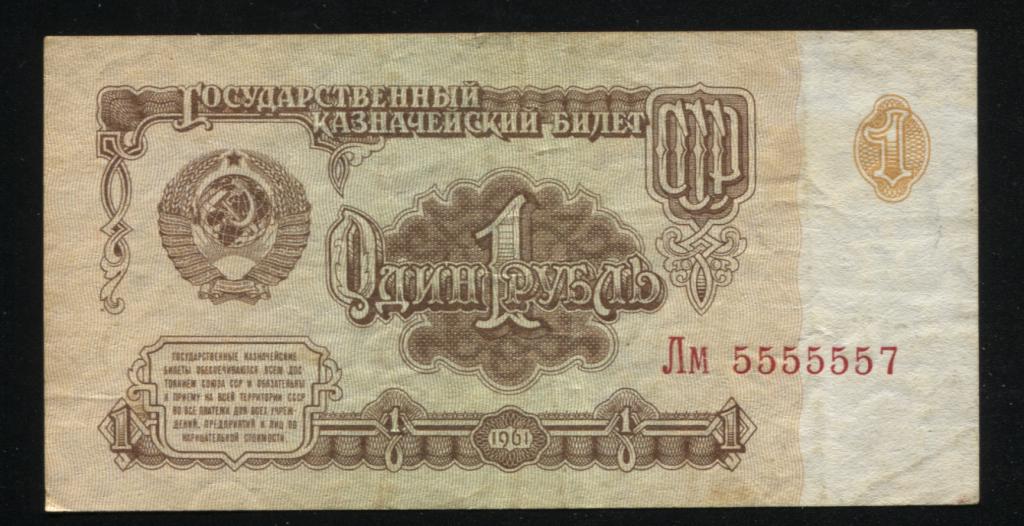 ГОСУДАРСТВЕННЫЙ
КАЗНАЧЕЙСКИЙ БИЛЕТ
СССР
1
1
ОДИН РУБЛЬ
Лм 5555557
ГОСУДАРСТВЕННЫЕ КАЗНАЧЕЙСКИЕ
БИЛЕТЫ ОБЕСПЕЧИВАЮТСЯ ВСЕМ ДОС
ТОЯНИЕМ СОЮЗА ССР И ОБЯЗАТЕЛЬНЫ
К ПРИЕМУ НА ВСЕЙ ТЕРРИТОРИИ СССР
ВО ВСЕ ПЛАТЕЖИ ДЛЯ ВСЕХ УЧРЕЖ-
ДЕНИЙ, ПРЕДПРИЯТИЙ И ЛИЦ ПО
НАРИЦАТЕЛЬНОЙ СТОИМОСТИ.
1 1 1961 1 1